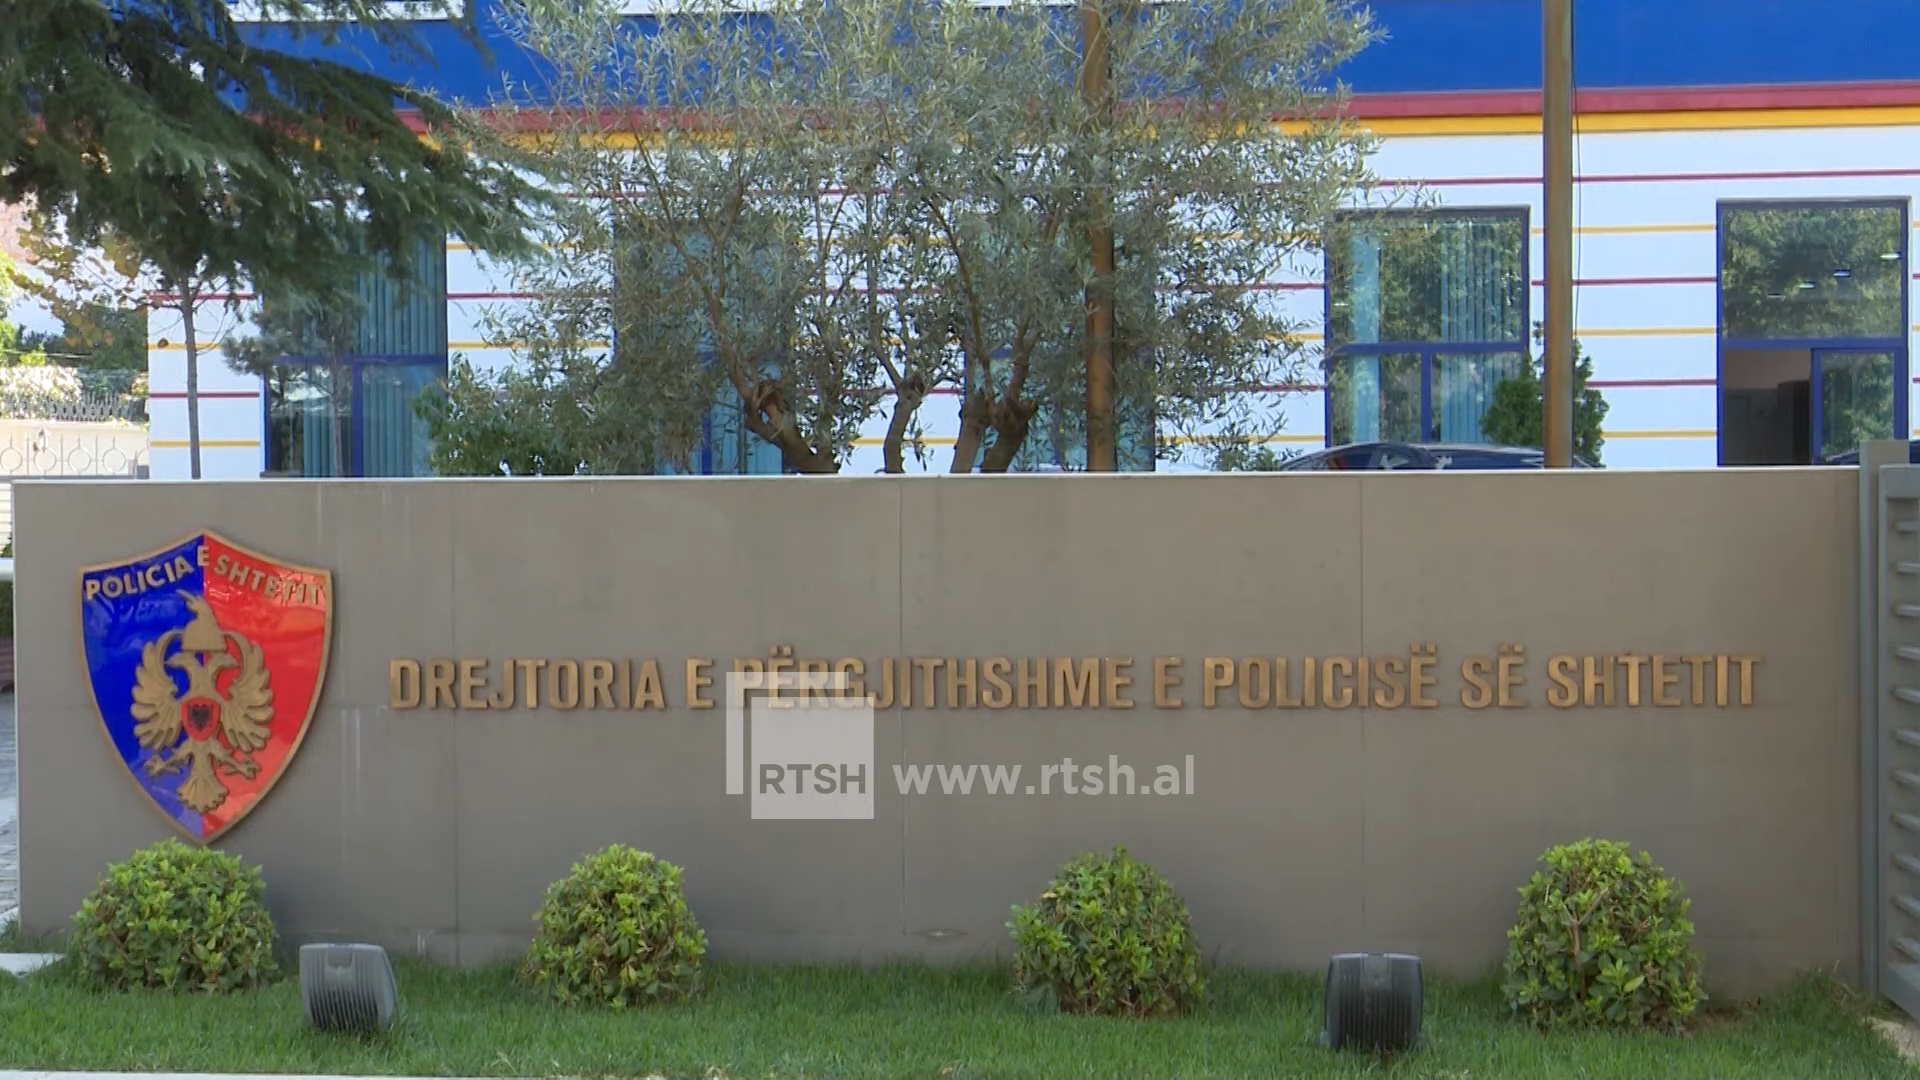 POLICIA E SHTETIT
DREJTORIA E PËRGJITHSHME E POLICISË SË SHTETIT
RTSH www.rtsh.al